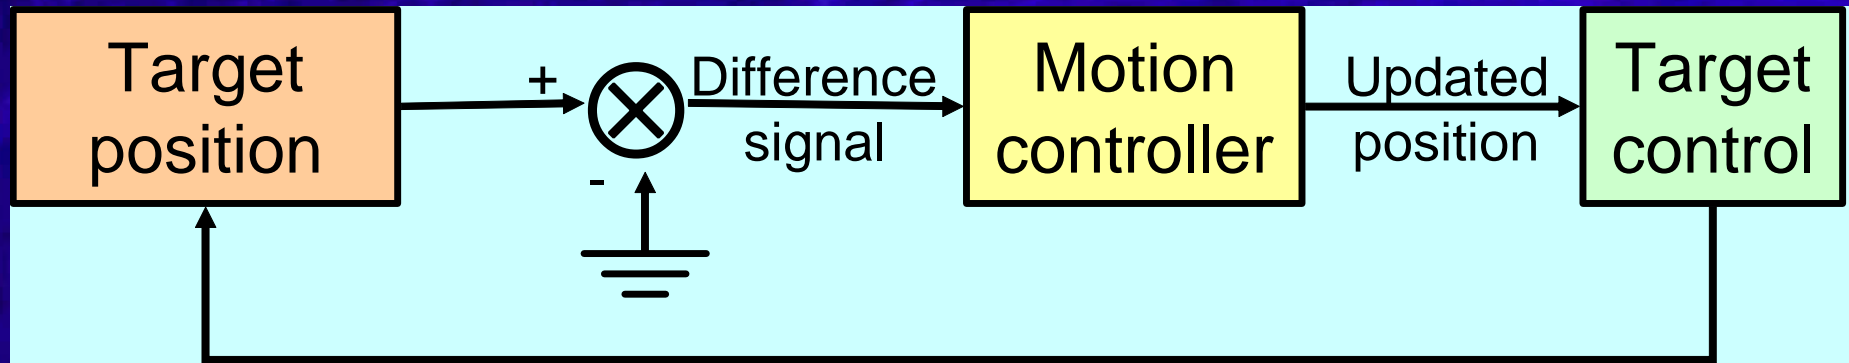 Target
position
+
-
Difference
signal
Motion
controller
Updated
position
Target
control